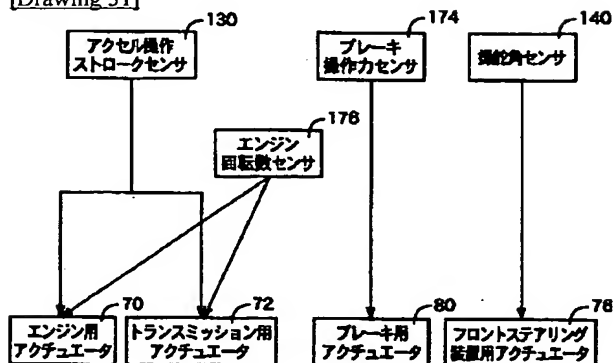 [Drawing 31]
130
アクセル操作
ストロークセンサ
174
ブレーキ
操作力センサ
140
操舵角センサ
176
エンジン
回転数センサ
70
エンジン用
アクチュエータ
72
トランスミッション用
アクチュエータ
80
ブレーキ用
アクチュエータ
76
フロントステアリング
装置用アクチュエータ